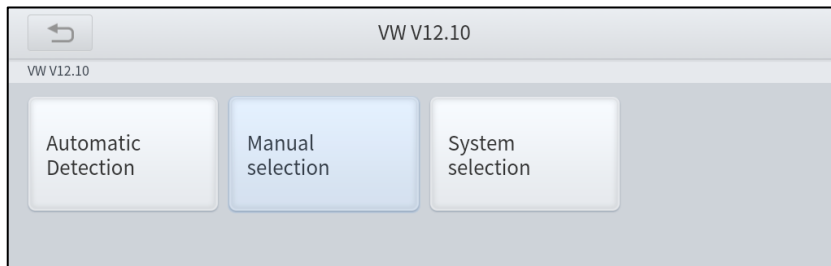 VW V12.10
VW V12.10
Automatic
Detection
Manual
selection
System
selection